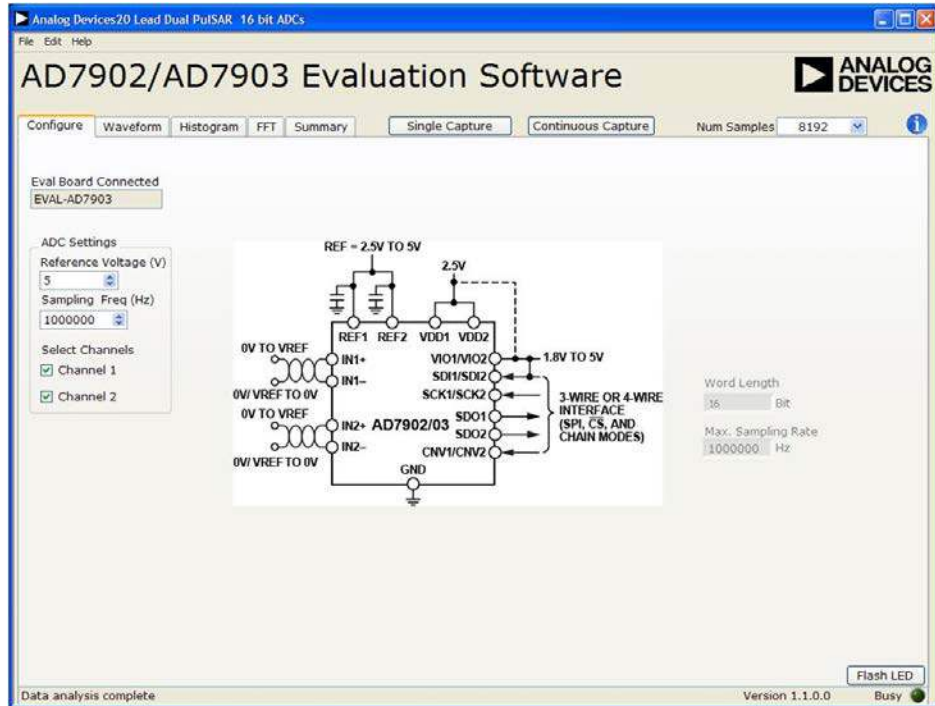 Analog Devices20 Lead Dual PulSAR 16 bit ADCs
File Edit Help
AD7902/AD7903 Evaluation Software
ANALOG
DEVICES
Configure Waveform Histogram FFT Summary Single Capture Continuous Capture Num Samples 8192
Eval Board Connected
EVAL-AD7903
ADC Settings
Reference Voltage (V)
5
Sampling Freq (Hz)
1000000
Select Channels
Channel 1
Channel 2
REF = 2.5V TO 5V
2.5V
REF1 REF2 VDD1 VDD2
0V TO VREF
IN1+
IN1–
0V/ VREF TO 0V
0V TO VREF
IN2+
IN2–
0V/ VREF TO 0V
AD7902/03
VIO1/VIO2
SDI1/SDI2
SCK1/SCK2
SDO1
SDO2
CNV1/CNV2
GND
1.8V TO 5V
3-WIRE OR 4-WIRE
INTERFACE
(SPI, CS, AND
CHAIN MODES)
Word Length
16 Bit
Max. Sampling Rate
1000000 Hz
Flash LED
Data analysis complete Version 1.1.0.0 Busy